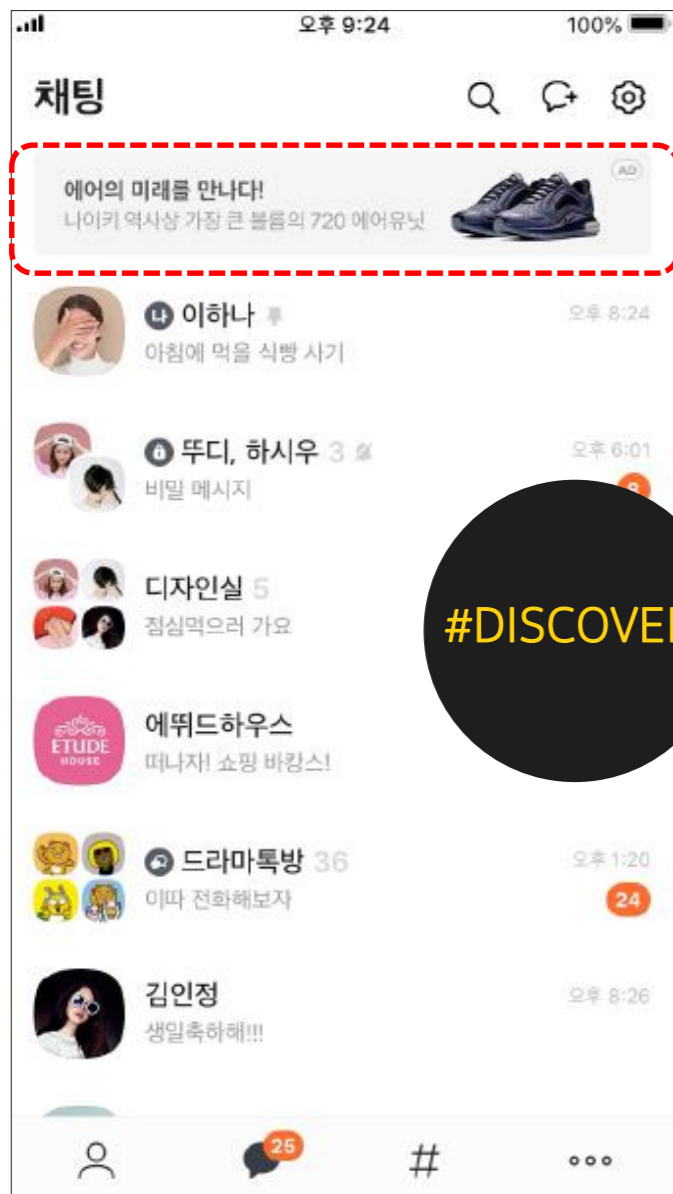 오후 9:24
100%
채팅
에어의 미래를 만나다!
나이키 역사상 가장 큰 볼륨의 720 에어유닛
AD
나 이하나
오후 8:24
아침에 먹을 식빵 사기
뚜디, 하시우 3
오후 6:01
비밀 메시지
디자인실 5
점심먹으러 가요
#DISCOVE
에뛰드하우스
떠나자! 쇼핑 바캉스!
ETUDE
HOUSE
드라마톡방 36
오후 1:20
이따 전화해보자
24
김인정
오후 8:26
생일축하해!!!
25